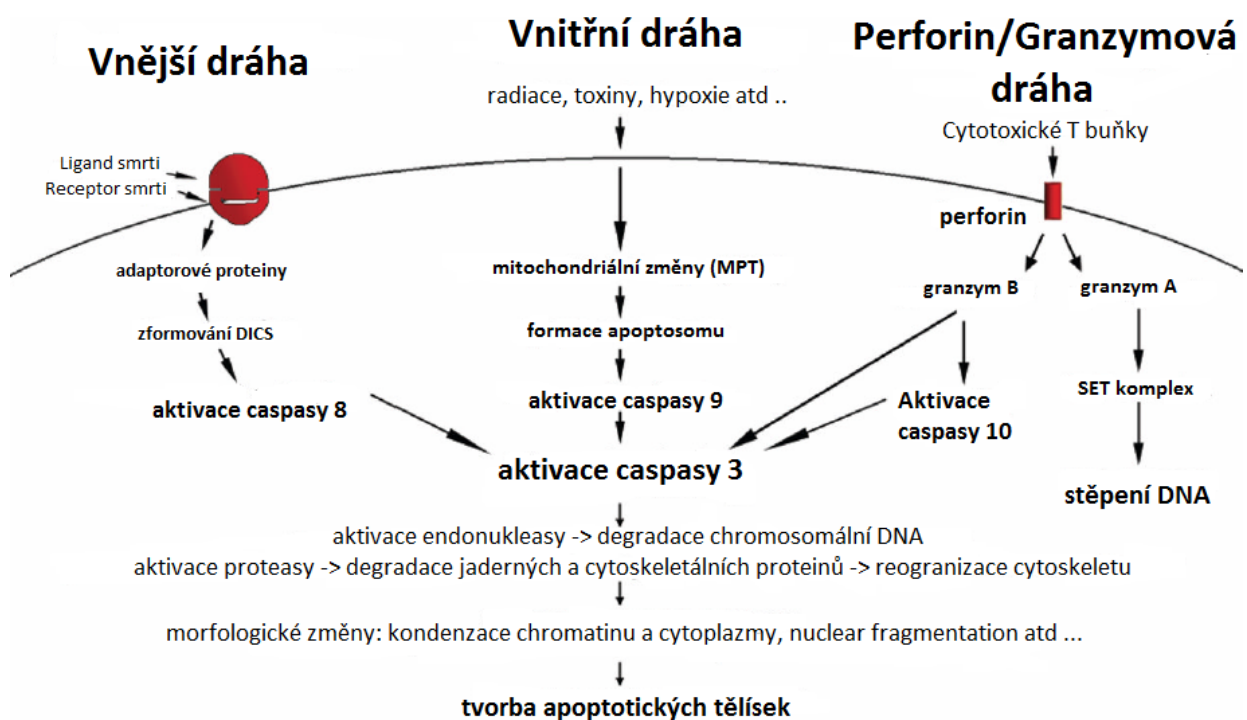 Vnější dráha
Ligand smrti
Receptor smrti
adaptorové proteiny
zformování DICS
aktivace caspasy 8
Vnitřní dráha
radiace, toxiny, hypoxie atd ..
mitochondriální změny (MPT)
formace apoptosomu
aktivace caspasy 9
Perforin/Granzymová
dráha
Cytotoxické T buňky
perforin
granzym B
granzym A
Aktivace
caspasy 10
SET komplex
stěpení DNA
aktivace caspasy 3
aktivace endonukleasy -> degradace chromosomální DNA
aktivace proteasy -> degradace jaderných a cytoskeletálních proteinů -> reogranizace cytoskeletu
morfologické změny: kondenzace chromatinu a cytoplazmy, nuclear fragmentation atd ...
tvorba apoptotických tělísek